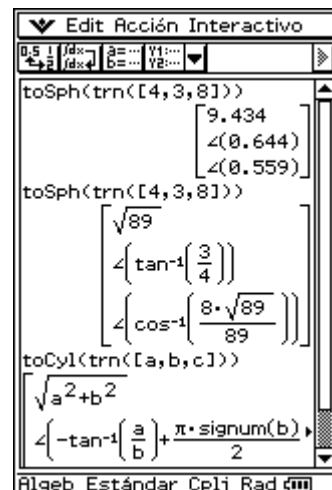 Edit Acción Interactivo
toSph(trn([4,3,8]))
[9.434
∠(0.644)
∠(0.559)]
toSph(trn([4,3,8]))
[√89
∠(tan⁻¹(3/4))
∠(cos⁻¹(8·√89/89))]
toCyl(trn([a,b,c]))
[√a²+b²
∠(-tan⁻¹(a/b)+π·signum(b)/2
Algeb Estándar Cplj Rad